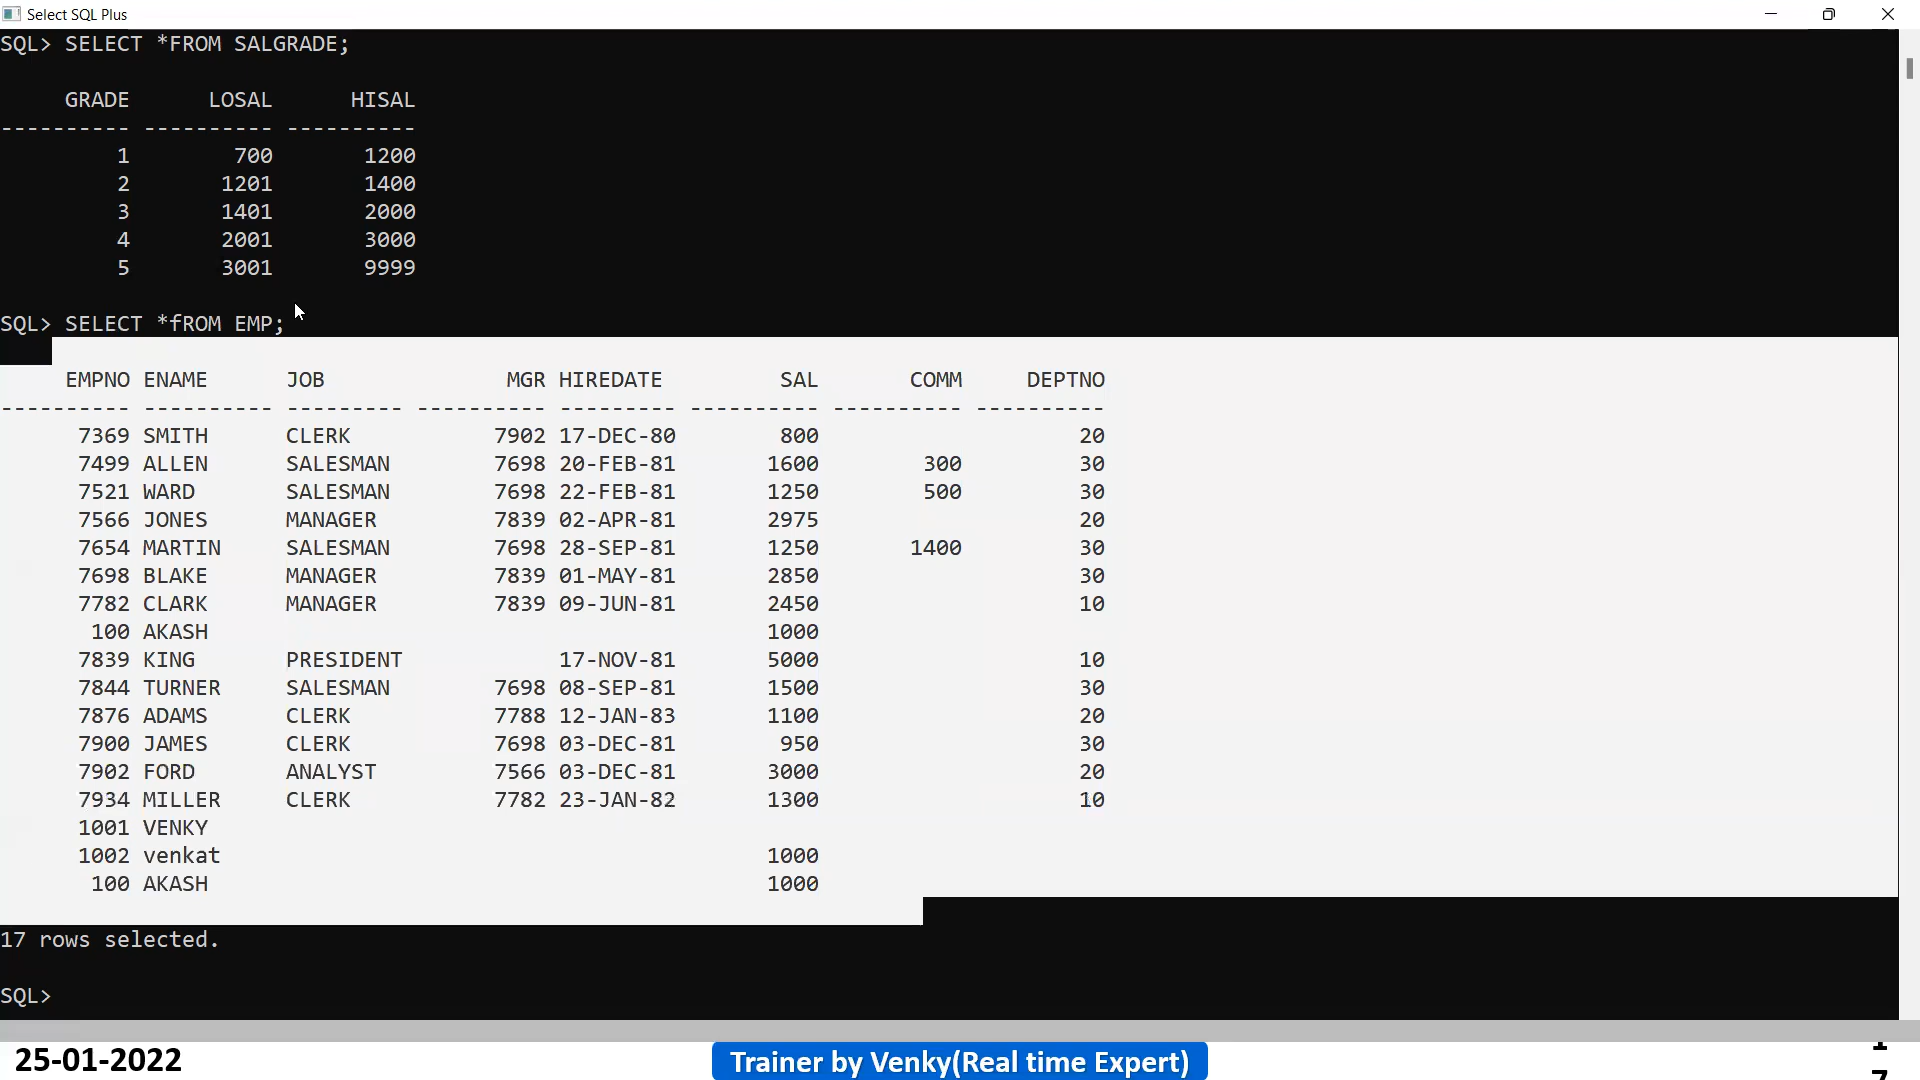 Select SQL Plus
SQL> SELECT *FROM SALGRADE;
     GRADE      LOSAL      HISAL
---------- ---------- ----------
         1        700       1200
         2       1201       1400
         3       1401       2000
         4       2001       3000
         5       3001       9999
SQL> SELECT *fROM EMP;
     EMPNO ENAME      JOB              MGR HIREDATE         SAL       COMM     DEPTNO
---------- ---------- --------- ---------- --------- ---------- ---------- ----------
      7369 SMITH      CLERK           7902 17-DEC-80        800                    20
      7499 ALLEN      SALESMAN        7698 20-FEB-81       1600        300         30
      7521 WARD       SALESMAN        7698 22-FEB-81       1250        500         30
      7566 JONES      MANAGER         7839 02-APR-81       2975                    20
      7654 MARTIN     SALESMAN        7698 28-SEP-81       1250       1400         30
      7698 BLAKE      MANAGER         7839 01-MAY-81       2850                    30
      7782 CLARK      MANAGER         7839 09-JUN-81       2450                    10
       100 AKASH                                           1000
      7839 KING       PRESIDENT            17-NOV-81       5000                    10
      7844 TURNER     SALESMAN        7698 08-SEP-81       1500                    30
      7876 ADAMS      CLERK           7788 12-JAN-83       1100                    20
      7900 JAMES      CLERK           7698 03-DEC-81        950                    30
      7902 FORD       ANALYST         7566 03-DEC-81       3000                    20
      7934 MILLER     CLERK           7782 23-JAN-82       1300                    10
      1001 VENKY
      1002 venkat                                          1000
       100 AKASH                                           1000
17 rows selected.
SQL>
25-01-2022
Trainer by Venky(Real time Expert)